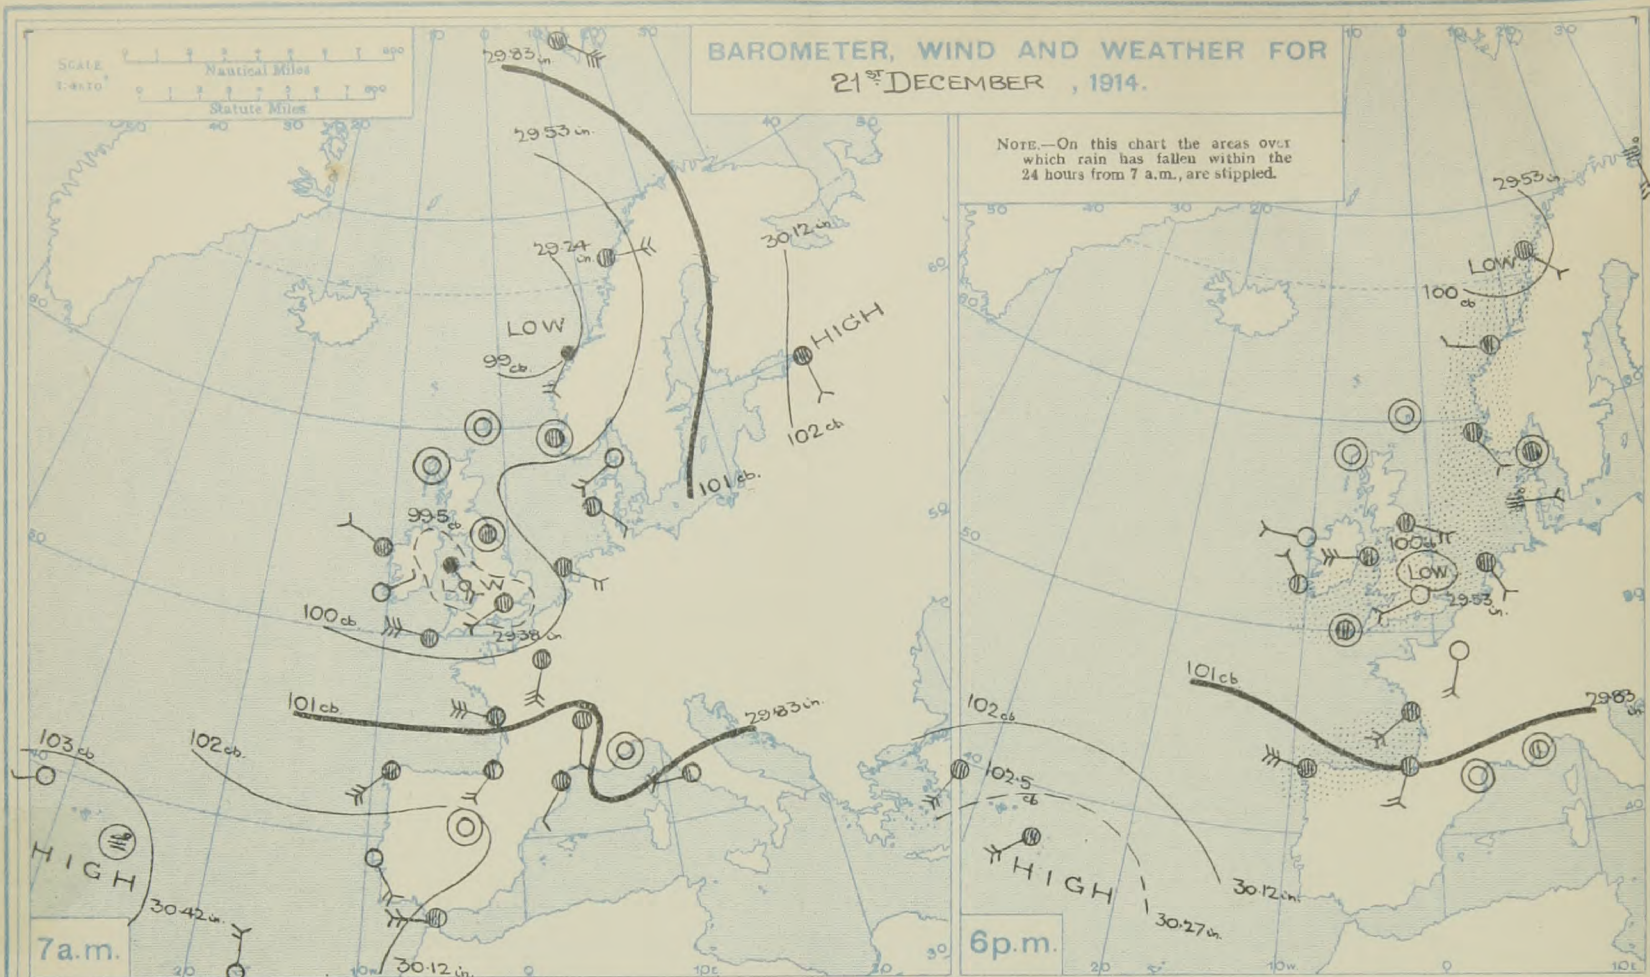 SCALE
Nautical Miles
Statute Miles
BAROMETER, WIND AND WEATHER FOR
21ST DECEMBER , 1914.
NOTE.—On this chart the areas over
which rain has fallen within the
24 hours from 7 a.m., are stippled.
29.83 in.
29.53 in.
29.24 in.
LOW
99 cb.
30.12 in.
HIGH
102 cb.
101 cb.
99.5 cb
LOW
29.38 in.
100 cb.
101 cb.
29.83 in.
102 cb.
103 cb
HIGH
30.42 in.
30.12 in.
7a.m.
29.53 in.
LOW
100 cb
100 cb
LOW
29.53 in.
101 cb
29.83 in.
102 cb
102.5 cb
HIGH
30.12 in.
30.27 in.
6p.m.